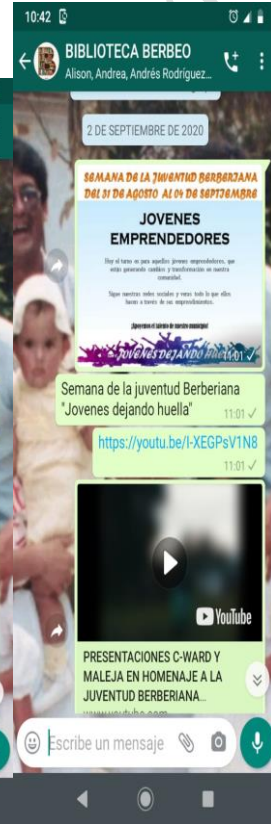 10:42
BIBLIOTECA BERBEO
Alison, Andrea, Andrés Rodríguez...
2 DE SEPTIEMBRE DE 2020
SEMANA DE LA JUVENTUD BERBERIANA
DEL 31 DE AGOSTO AL 04 DE SEPTIEMBRE
JOVENES
EMPRENDEDORES
Hoy el turno es para aquellos jóvenes emprendedores, que
están generando cambios y transformación en nuestra
comunidad.
Sigue nuestras redes sociales y veras todo lo que ellos
hacen a través de sus emprendimientos.
¡Apoyemos el talento de nuestro municipio!
JOVENES DEJANDO
11:01
Semana de la juventud Berberiana
"Jovenes dejando huella"
11:01
https://youtu.be/I-XEGPsV1N8
11:01
YouTube
PRESENTACIONES C-WARD Y
MALEJA EN HOMENAJE A LA
JUVENTUD BERBERIANA...
www.youtube.com
Escribe un mensaje